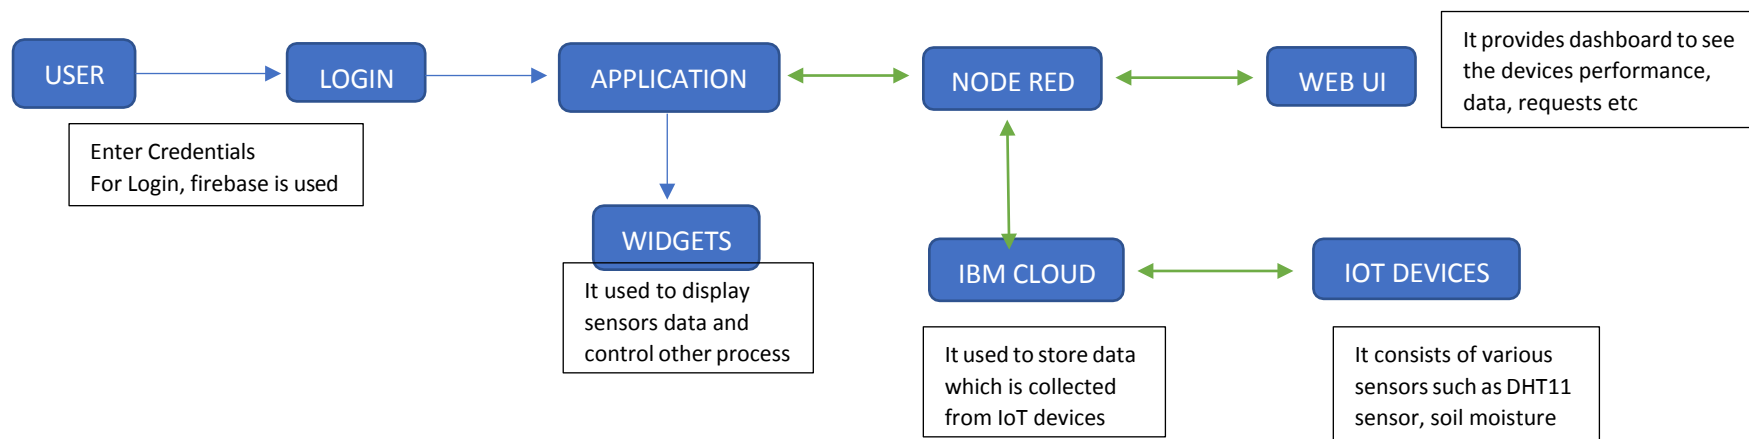 USER
LOGIN
APPLICATION
NODE RED
WEB UI
It provides dashboard to see
the devices performance,
data, requests etc
Enter Credentials
For Login, firebase is used
WIDGETS
It used to display
sensors data and
control other process
IBM CLOUD
IOT DEVICES
It used to store data
which is collected
from IoT devices
It consists of various
sensors such as DHT11
sensor, soil moisture